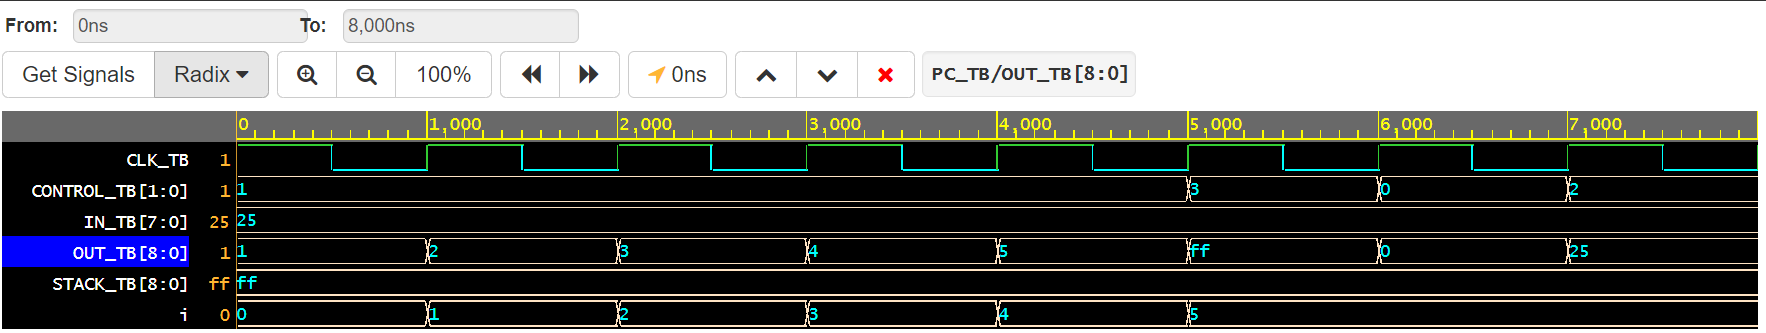 From: 0ns To: 8,000ns
Get Signals Radix 100% 0ns PC_TB/OUT_TB[8:0]
0 1,000 2,000 3,000 4,000 5,000 6,000 7,000
CLK_TB 1
CONTROL_TB[1:0] 1 1 3 0 2
IN_TB[7:0] 25 25
OUT_TB[8:0] 1 1 2 3 4 5 ff 0 25
STACK_TB[8:0] ff ff
i 0 0 1 2 3 4 5